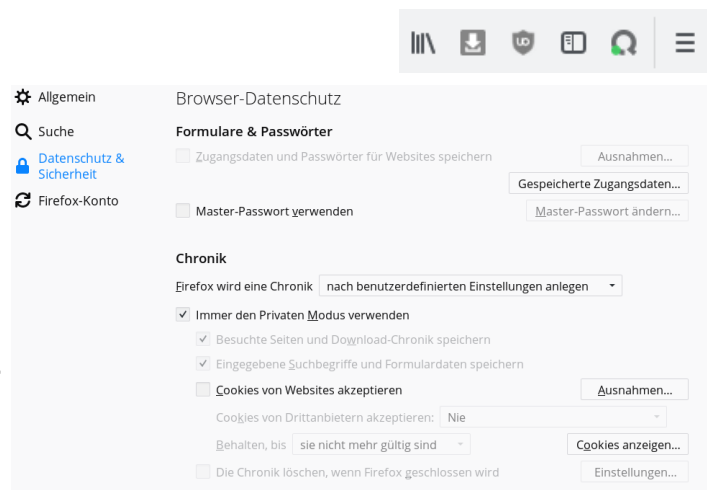 UD
Allgemein
Suche
Datenschutz &
Sicherheit
Firefox-Konto
Browser-Datenschutz
Formulare & Passwörter
Zugangsdaten und Passwörter für Websites speichern Ausnahmen...
Gespeicherte Zugangsdaten...
Master-Passwort verwenden Master-Passwort ändern...
Chronik
Firefox wird eine Chronik nach benutzerdefinierten Einstellungen anlegen
Immer den Privaten Modus verwenden
Besuchte Seiten und Download-Chronik speichern
Eingegebene Suchbegriffe und Formulardaten speichern
Cookies von Websites akzeptieren Ausnahmen...
Cookies von Drittanbietern akzeptieren: Nie
Behalten, bis sie nicht mehr gültig sind Cookies anzeigen...
Die Chronik löschen, wenn Firefox geschlossen wird Einstellungen...